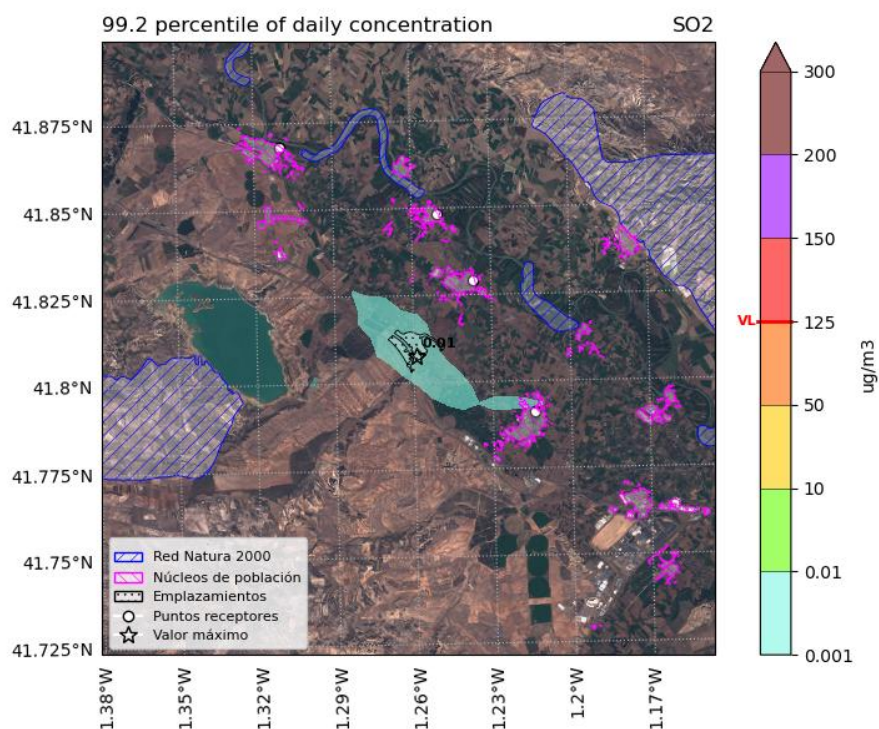 99.2 percentile of daily concentration SO2
41.875°N
41.85°N
41.825°N
41.8°N
41.775°N
41.75°N
41.725°N
1.38°W
1.35°W
1.32°W
1.29°W
1.26°W
1.23°W
1.2°W
1.17°W
0.01
Red Natura 2000
Núcleos de población
Emplazamientos
Puntos receptores
Valor máximo
300
200
150
VL
125
50
10
0.01
0.001
ug/m3